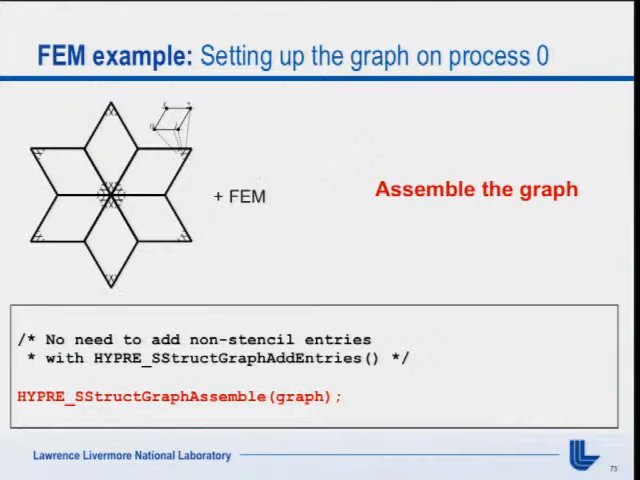 FEM example: Setting up the graph on process 0
+ FEM
Assemble the graph
/* No need to add non-stencil entries
* with HYPRE_SStructGraphAddEntries() */
HYPRE_SStructGraphAssemble(graph);
Lawrence Livermore National Laboratory
73